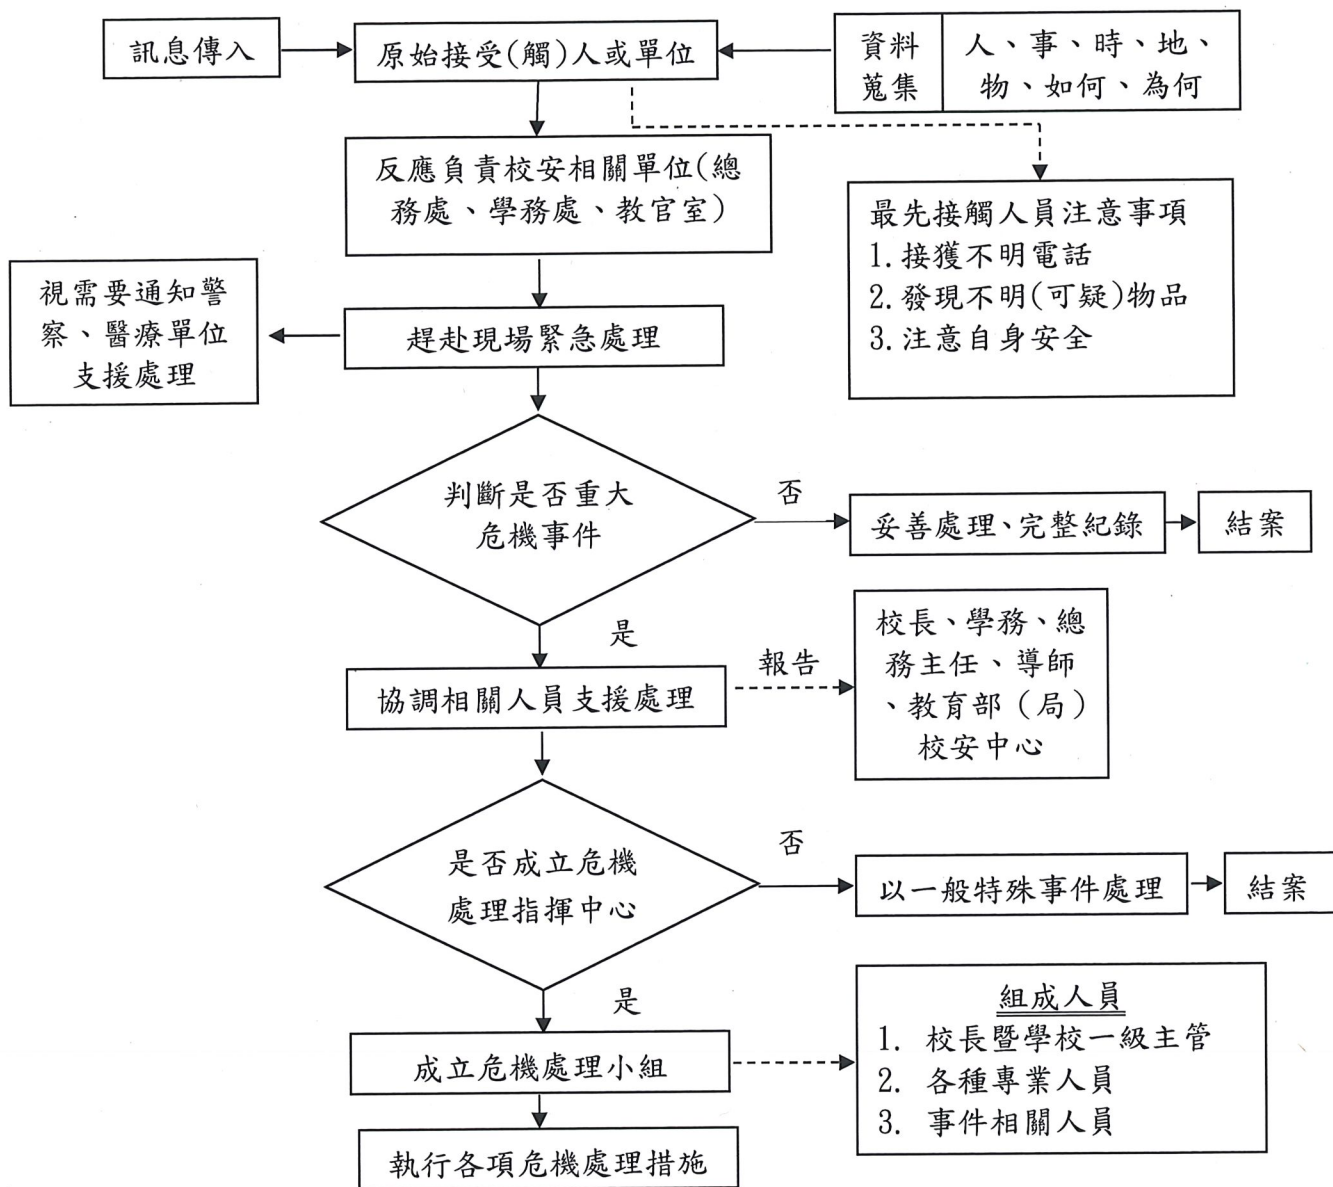 訊息傳入
原始接受(觸)人或單位
資料
蒐集
人、事、時、地、
物、如何、為何
反應負責校安相關單位(總
務處、學務處、教官室)
最先接觸人員注意事項
1.接獲不明電話
2.發現不明(可疑)物品
3.注意自身安全
視需要通知警
察、醫療單位
支援處理
趕赴現場緊急處理
判斷是否重大
危機事件
否
妥善處理、完整紀錄
結案
是
協調相關人員支援處理
報告
校長、學務、總
務主任、導師
、教育部（局）
校安中心
是否成立危機
處理指揮中心
否
以一般特殊事件處理
結案
是
成立危機處理小組
組成人員
1. 校長暨學校一級主管
2. 各種專業人員
3. 事件相關人員
執行各項危機處理措施